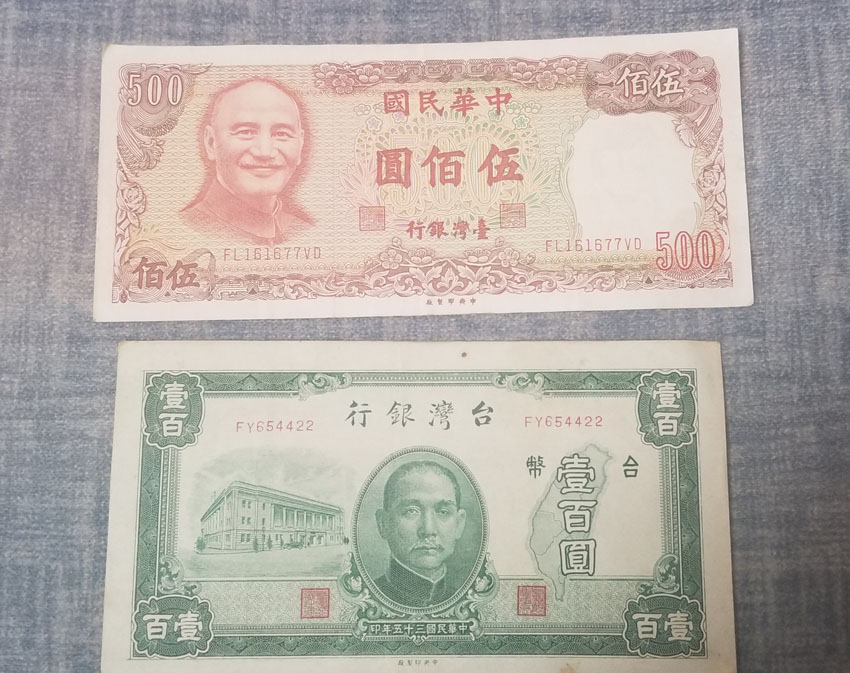 500
伍佰
中華民國
伍佰圓
臺灣銀行
FL161677VD
FL161677VD
伍佰
500
中央印製廠
壹百
壹百
台灣銀行
FY654422
FY654422
台幣
壹百圓
中華民國三十五年印
壹百
壹百
中央印製廠